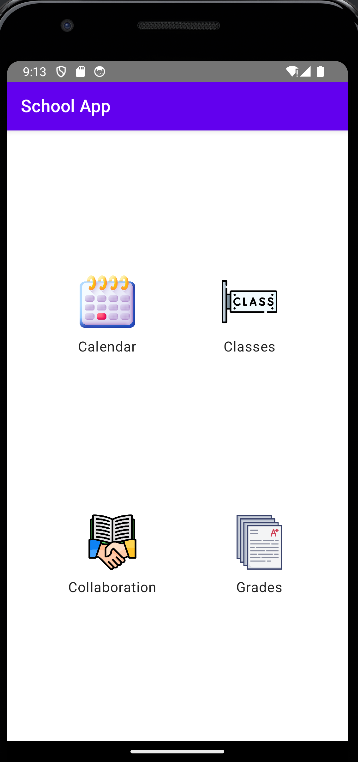 9:13
School App
CLASS
Calendar
Classes
A+
Collaboration
Grades